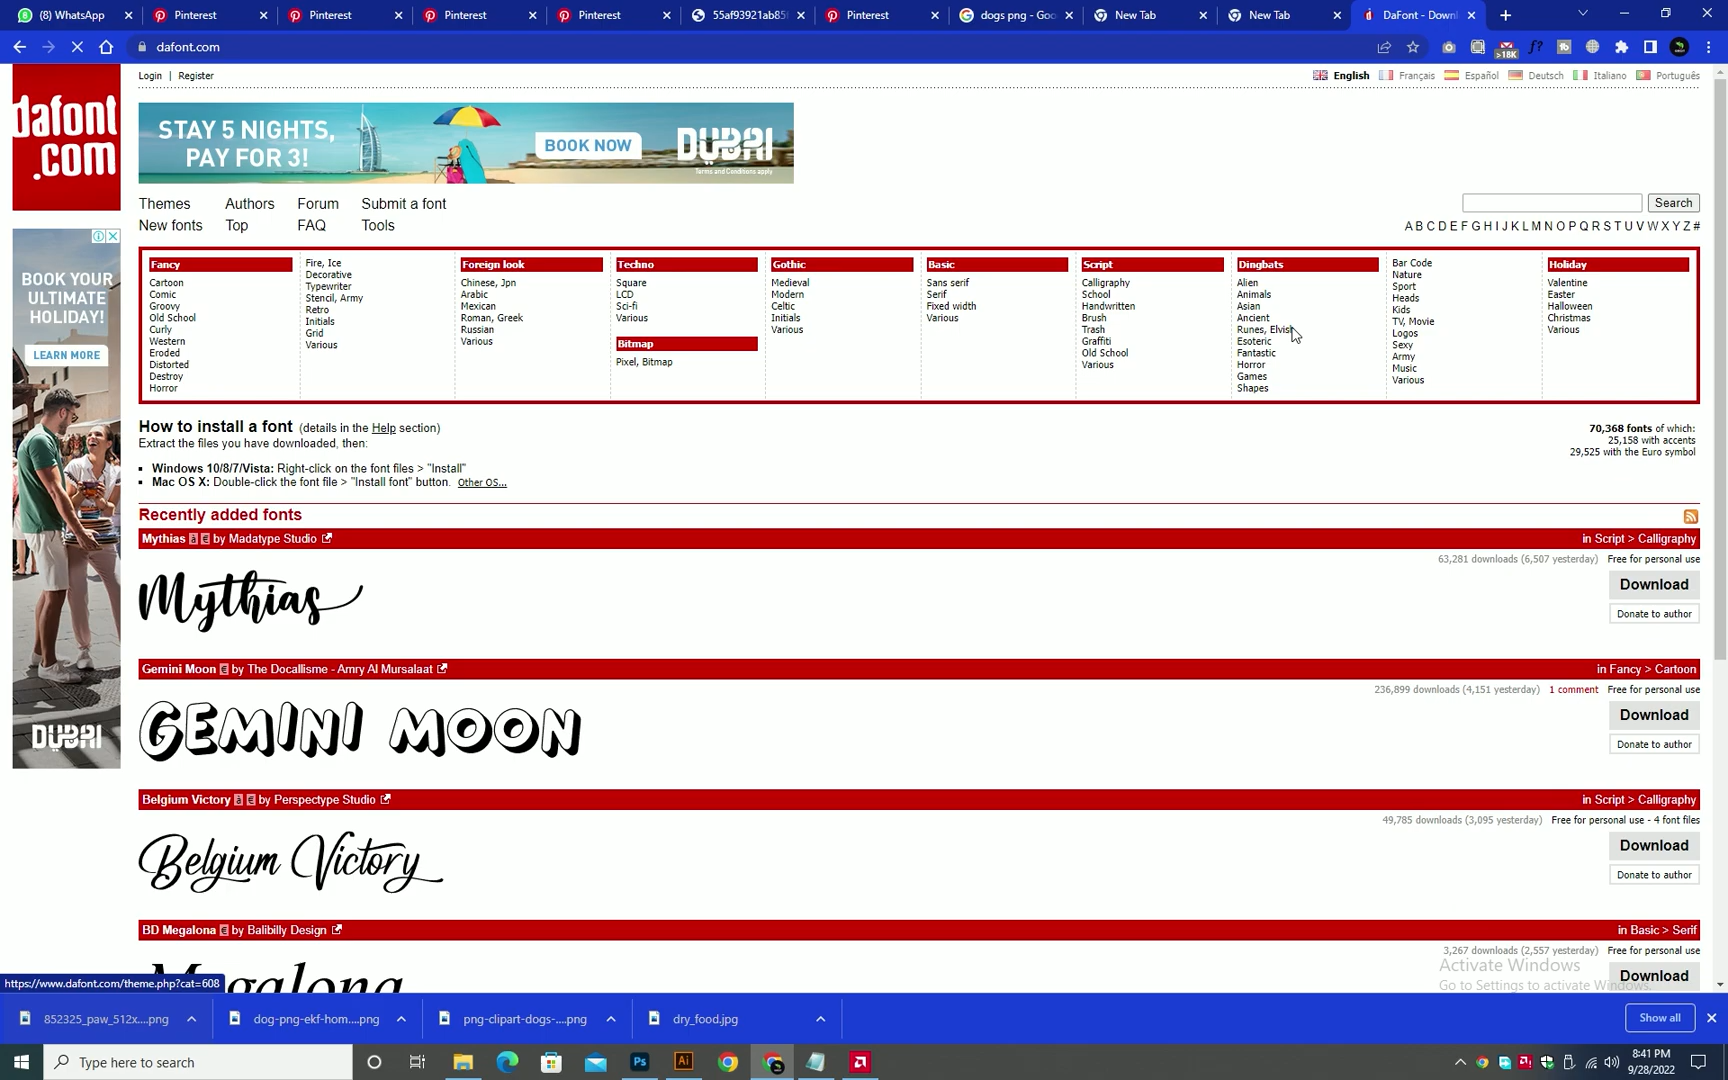 (8) WhatsApp
Pinterest
Pinterest
Pinterest
Pinterest
Pinterest
dogs png - Goo
New Tab
New Tab
DaFont - Down
dafont.com
>18K
dafont
.com
Login | Register
English Français Español Deutsch Italiano Português
STAY 5 NIGHTS,
PAY FOR 3!
BOOK NOW
DUBAI
Terms and Conditions apply
Themes Authors Forum Submit a font
New fonts Top FAQ Tools
Search
A B C D E F G H I J K L M N O P Q R S T U V W X Y Z #
BOOK YOUR
ULTIMATE
HOLIDAY!
LEARN MORE
DUBAI
Fancy
Cartoon
Comic
Groovy
Old School
Curly
Western
Eroded
Distorted
Destroy
Horror
Fire, Ice
Decorative
Typewriter
Stencil, Army
Retro
Initials
Grid
Various
Foreign look
Chinese, Jpn
Arabic
Mexican
Roman, Greek
Russian
Various
Techno
Square
LCD
Sci-fi
Various
Bitmap
Pixel, Bitmap
Gothic
Medieval
Modern
Celtic
Initials
Various
Basic
Sans serif
Serif
Fixed width
Various
Script
Calligraphy
School
Handwritten
Brush
Trash
Graffiti
Old School
Various
Dingbats
Alien
Animals
Asian
Ancient
Runes, Elvish
Esoteric
Fantastic
Horror
Games
Shapes
Bar Code
Nature
Sport
Heads
Kids
TV, Movie
Logos
Sexy
Army
Music
Various
Holiday
Valentine
Easter
Halloween
Christmas
Various
How to install a font (details in the Help section)
Extract the files you have downloaded, then:
Windows 10/8/7/Vista: Right-click on the font files > "Install"
Mac OS X: Double-click the font file > "Install font" button. Other OS...
70,368 fonts of which:
25,158 with accents
29,525 with the Euro symbol
Recently added fonts
Mythias à € by Madatype Studio
in Script > Calligraphy
63,281 downloads (6,507 yesterday) Free for personal use
Mythias
Download
Donate to author
Gemini Moon € by The Docallisme - Amry Al Mursalaat
in Fancy > Cartoon
236,899 downloads (4,151 yesterday) 1 comment Free for personal use
GEMINI MOON
Download
Donate to author
Belgium Victory à € by Perspectype Studio
in Script > Calligraphy
49,785 downloads (3,095 yesterday) Free for personal use - 4 font files
Belgium Victory
Download
Donate to author
BD Megalona € by Balibilly Design
in Basic > Serif
3,267 downloads (2,557 yesterday) Free for personal use
Megalona
Download
Activate Windows
Go to Settings to activate Windows.
https://www.dafont.com/theme.php?cat=608
852325_paw_512x....png
dog-png-ekf-hom....png
png-clipart-dogs-....png
dry_food.jpg
Show all
Type here to search
Ps
Ai
8:41 PM
9/28/2022